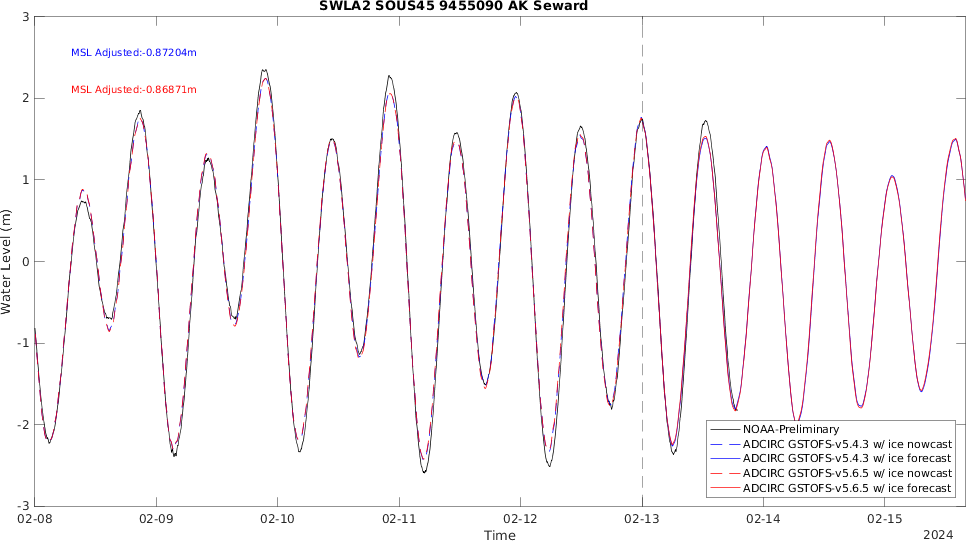 SWLA2 SOUS45 9455090 AK Seward
MSL Adjusted:-0.87204m
MSL Adjusted:-0.86871m
Water Level (m)
3
2
1
0
-1
-2
-3
NOAA-Preliminary
ADCIRC GSTOFS-v5.4.3 w/ ice nowcast
ADCIRC GSTOFS-v5.4.3 w/ ice forecast
ADCIRC GSTOFS-v5.6.5 w/ ice nowcast
ADCIRC GSTOFS-v5.6.5 w/ ice forecast
02-08 02-09 02-10 02-11 02-12 02-13 02-14 02-15
Time
2024